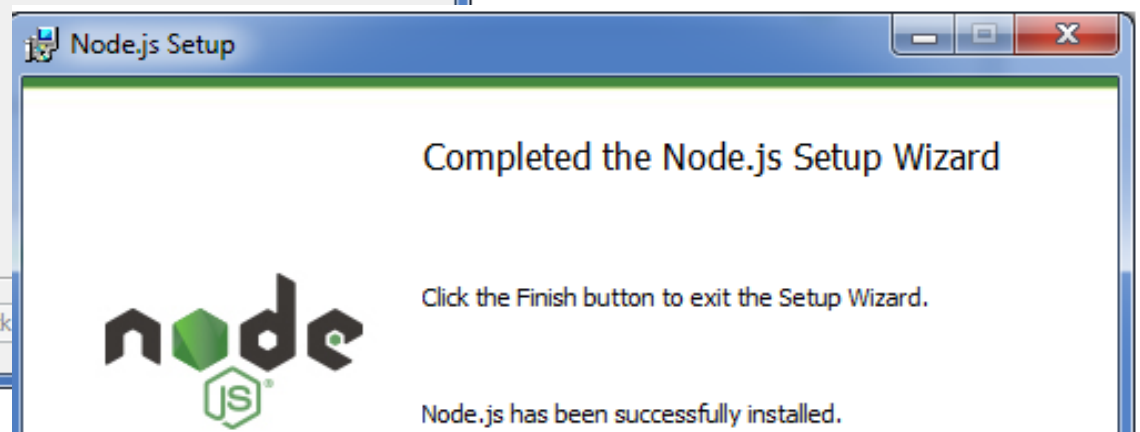 Node.js Setup
Completed the Node.js Setup Wizard
Click the Finish button to exit the Setup Wizard.
node
JS®
Node.js has been successfully installed.